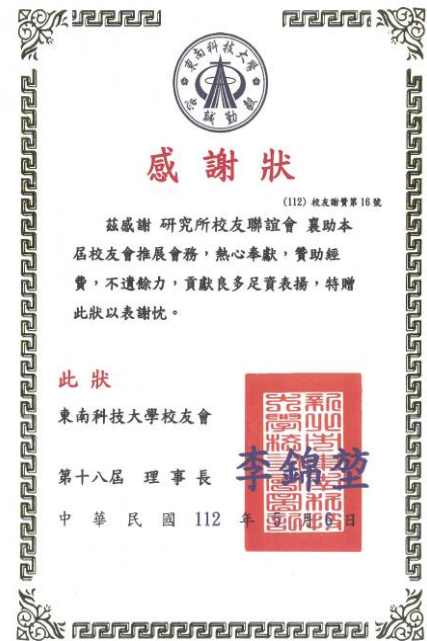 東南科技大學
感謝狀
(112) 校友謝贊第16號
茲感謝 研究所校友聯誼會 襄助本
屆校友會推展會務,熱心奉獻,贊助經
費,不遺餘力,貢獻良多足資表揚,特贈
此狀以表謝忱。
此狀
東南科技大學校友會
第十八屆 理事長
李錦堃
中華民國 112 年 月 6 日